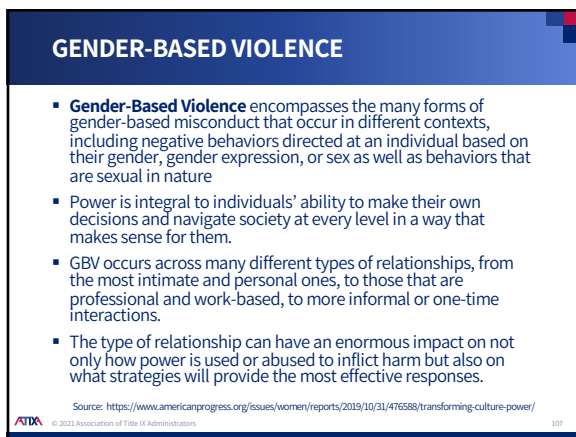 GENDER-BASED VIOLENCE
▪ Gender-Based Violence encompasses the many forms of
gender-based misconduct that occur in different contexts,
including negative behaviors directed at an individual based on
their gender, gender expression, or sex as well as behaviors that
are sexual in nature
▪ Power is integral to individuals’ ability to make their own
decisions and navigate society at every level in a way that
makes sense for them.
▪ GBV occurs across many different types of relationships, from
the most intimate and personal ones, to those that are
professional and work-based, to more informal or one-time
interactions.
▪ The type of relationship can have an enormous impact on not
only how power is used or abused to inflict harm but also on
what strategies will provide the most effective responses.
Source: https://www.americanprogress.org/issues/women/reports/2019/10/31/476588/transforming-culture-power/
ATIXA © 2021 Association of Title IX Administrators
107